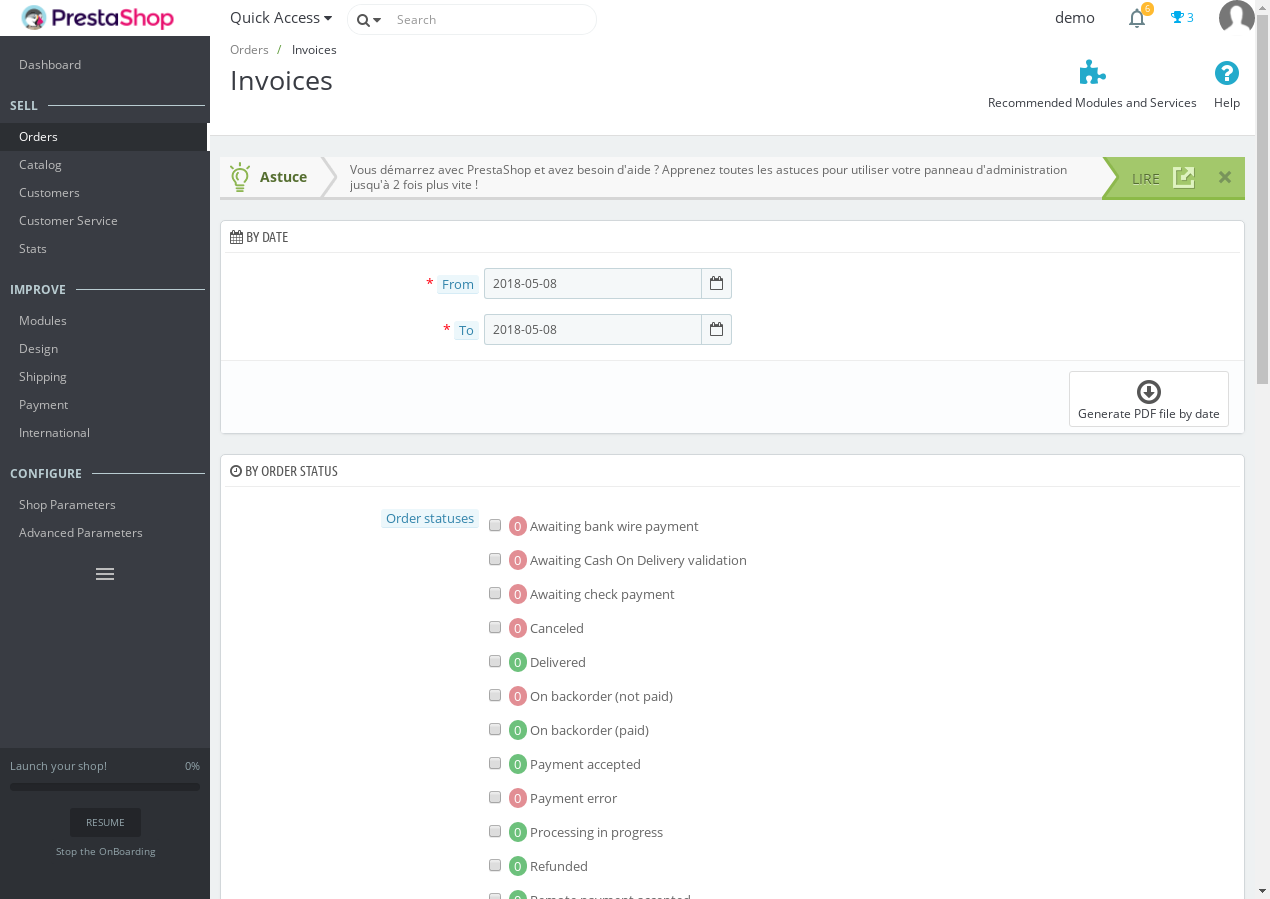 PrestaShop
Quick Access
Search
demo
6
3
Orders / Invoices
Invoices
Recommended Modules and Services
Help
Dashboard
SELL
Orders
Catalog
Customers
Customer Service
Stats
IMPROVE
Modules
Design
Shipping
Payment
International
CONFIGURE
Shop Parameters
Advanced Parameters
Launch your shop!
0%
RESUME
Stop the OnBoarding
Astuce
Vous démarrez avec PrestaShop et avez besoin d'aide ? Apprenez toutes les astuces pour utiliser votre panneau d'administration
jusqu'à 2 fois plus vite !
LIRE
BY DATE
* From
2018-05-08
* To
2018-05-08
Generate PDF file by date
BY ORDER STATUS
Order statuses
0 Awaiting bank wire payment
0 Awaiting Cash On Delivery validation
0 Awaiting check payment
0 Canceled
0 Delivered
0 On backorder (not paid)
0 On backorder (paid)
0 Payment accepted
0 Payment error
0 Processing in progress
0 Refunded
0 Remote payment accepted